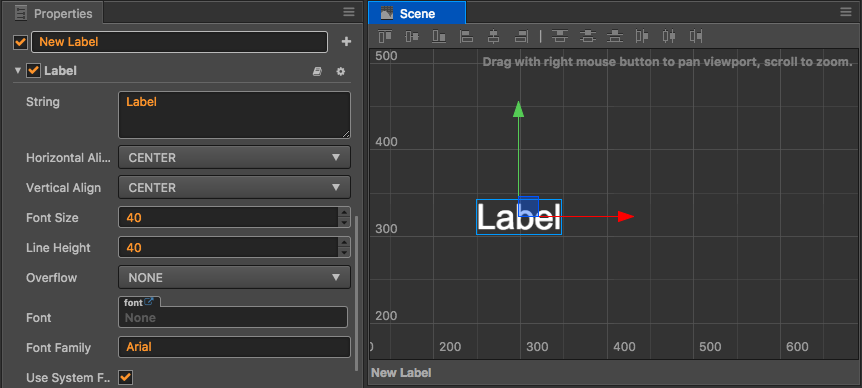 Properties
New Label
Label
String
Label
Horizontal Ali...
CENTER
Vertical Align
CENTER
Font Size
40
Line Height
40
Overflow
NONE
font
Font
None
Font Family
Arial
Use System F..
Scene
Drag with right mouse button to pan viewport, scroll to zoom.
500
400
300
200
Label
200
300
400
500
600
New Label